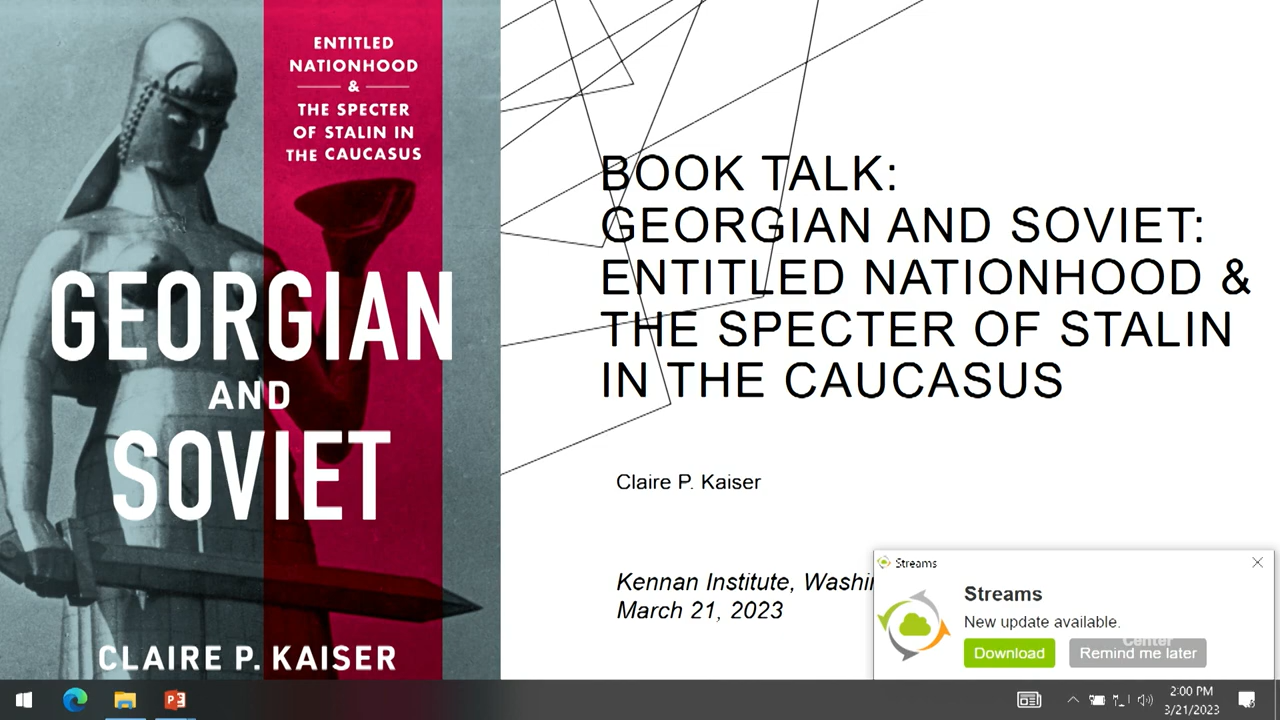 ENTITLED
NATIONHOOD
&
THE SPECTER
OF STALIN IN
THE CAUCASUS
GEORGIAN
AND
SOVIET
CLAIRE P. KAISER
BOOK TALK:
GEORGIAN AND SOVIET:
ENTITLED NATIONHOOD &
THE SPECTER OF STALIN
IN THE CAUCASUS
Claire P. Kaiser
Kennan Institute,
March 21, 2023
Streams
Streams
New update available.
Center
Download
Remind me later
2:00 PM
3/21/2023